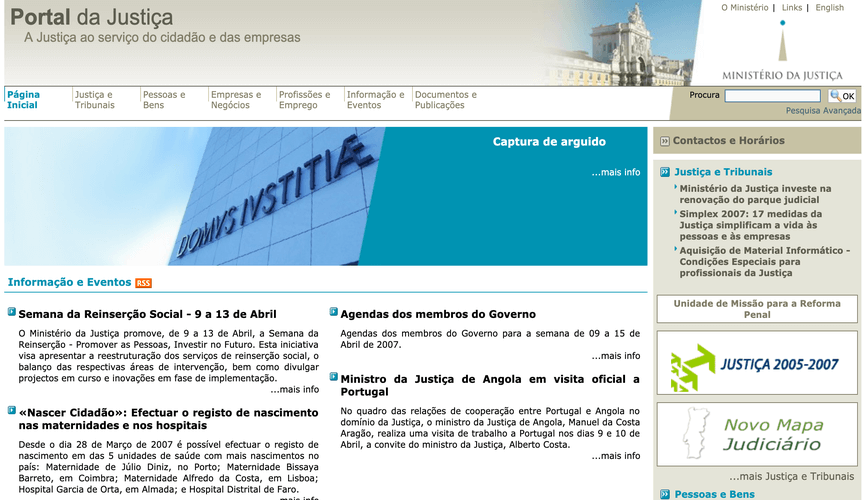 Portal da Justiça
A Justiça ao serviço do cidadão e das empresas
O Ministério | Links | English
MINISTÉRIO DA JUSTIÇA
Página
Inicial
Justiça e
Tribunais
Pessoas e
Bens
Empresas e
Negócios
Profissões e
Emprego
Informação e
Eventos
Documentos e
Publicações
Procura
OK
Pesquisa Avançada
DOMVS IVSTITIÆ
Captura de arguido
...mais info
Informação e Eventos RSS
Semana da Reinserção Social - 9 a 13 de Abril
O Ministério da Justiça promove, de 9 a 13 de Abril, a Semana da
Reinserção - Promover as Pessoas, Investir no Futuro. Esta iniciativa
visa apresentar a reestruturação dos serviços de reinserção social, o
balanço das respectivas áreas de intervenção, bem como divulgar
projectos em curso e inovações em fase de implementação.
...mais info
«Nascer Cidadão»: Efectuar o registo de nascimento
nas maternidades e nos hospitais
Desde o dia 28 de Março de 2007 é possível efectuar o registo de
nascimento em das 5 unidades de saúde com mais nascimentos no
país: Maternidade de Júlio Diniz, no Porto; Maternidade Bissaya
Barreto, em Coimbra; Maternidade Alfredo da Costa, em Lisboa;
Hospital Garcia de Orta, em Almada; e Hospital Distrital de Faro.
...mais info
Agendas dos membros do Governo
Agendas dos membros do Governo para a semana de 09 a 15 de
Abril de 2007.
...mais info
Ministro da Justiça de Angola em visita oficial a
Portugal
No quadro das relações de cooperação entre Portugal e Angola no
domínio da Justiça, o ministro da Justiça de Angola, Manuel da Costa
Aragão, realiza uma visita de trabalho a Portugal nos dias 9 e 10 de
Abril, a convite do ministro da Justiça, Alberto Costa.
...mais info
Contactos e Horários
Justiça e Tribunais
Ministério da Justiça investe na
renovação do parque judicial
Simplex 2007: 17 medidas da
Justiça simplificam a vida às
pessoas e às empresas
Aquisição de Material Informático -
Condições Especiais para
profissionais da Justiça
Unidade de Missão para a Reforma
Penal
JUSTIÇA 2005-2007
Novo Mapa
Judiciário
...mais Justiça e Tribunais
Pessoas e Bens